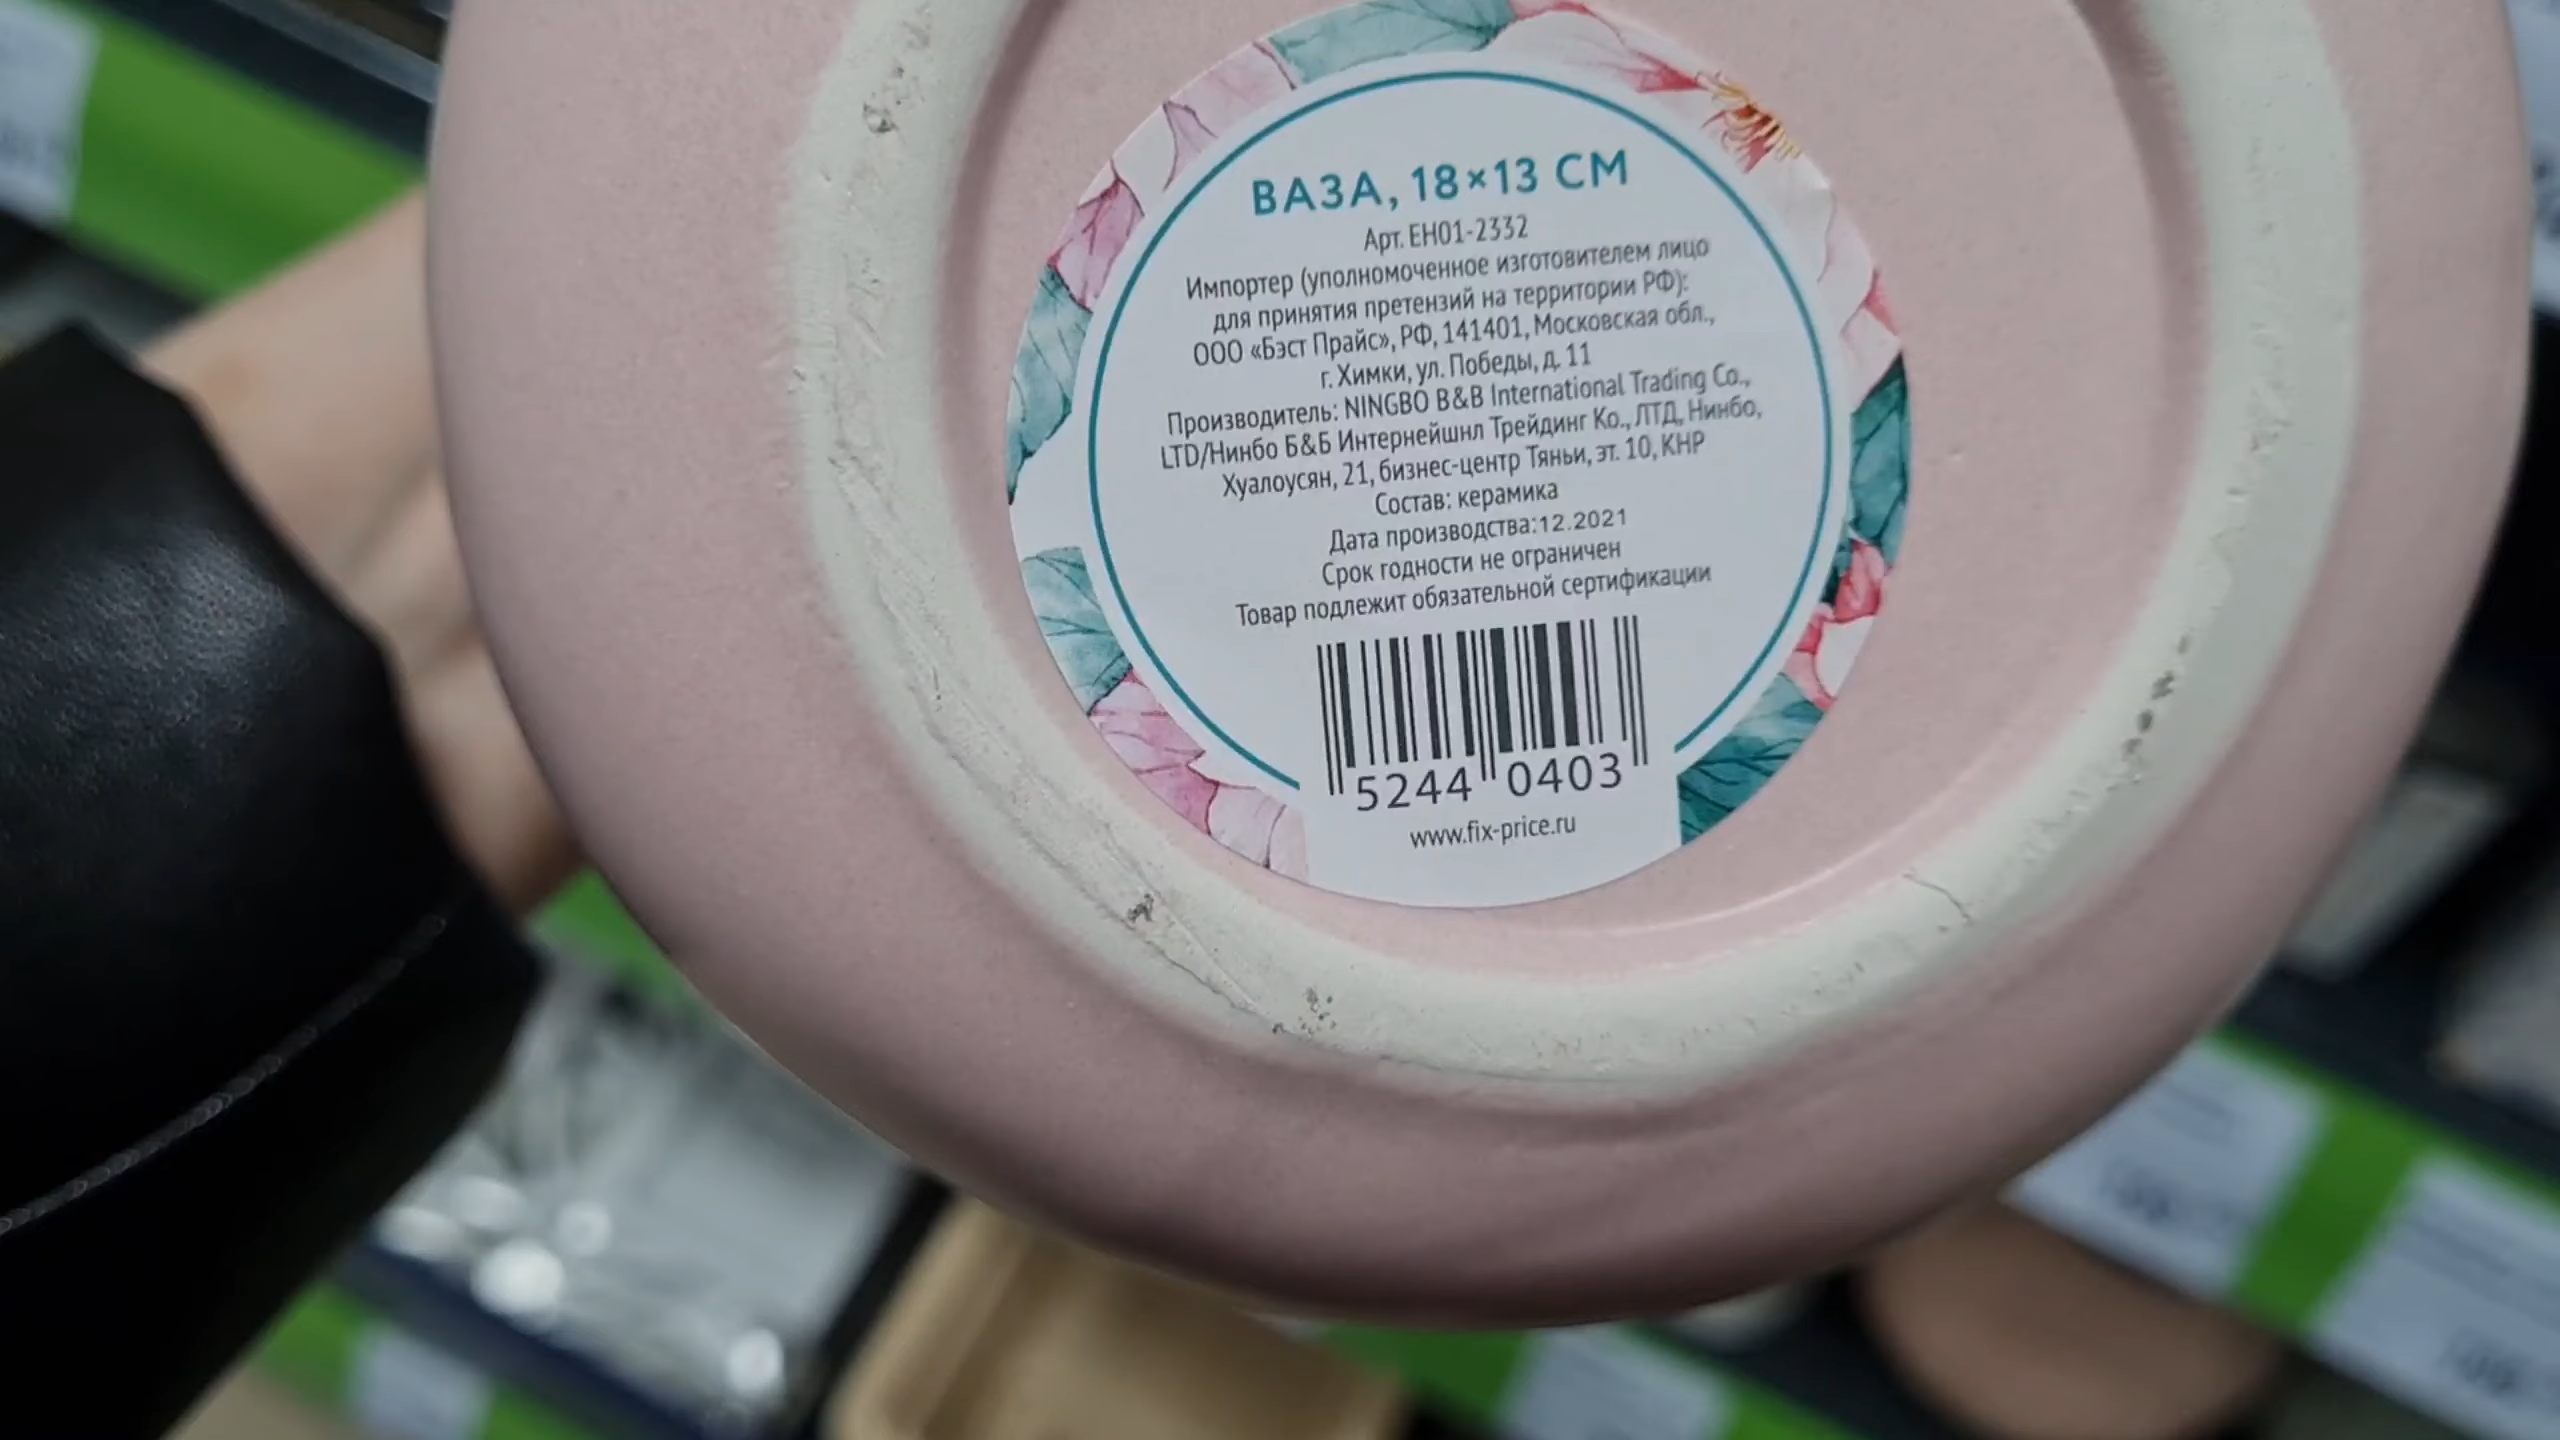 ВАЗА, 18×13 СМ
Арт. EH01-2332
Импортер (уполномоченное изготовителем лицо
для принятия претензий на территории РФ):
ООО «Бэст Прайс», РФ, 141401, Московская обл.,
г. Химки, ул. Победы, д. 11
Производитель: NINGBO B&B International Trading Co.,
LTD/Нинбо Б&Б Интернейшнл Трейдинг Ко., ЛТД, Нинбо,
Хуалоусян, 21, бизнес-центр Тяньи, эт. 10, КНР
Состав: керамика
Дата производства:12.2021
Срок годности не ограничен
Товар подлежит обязательной сертификации
5244 0403
www.fix-price.ru